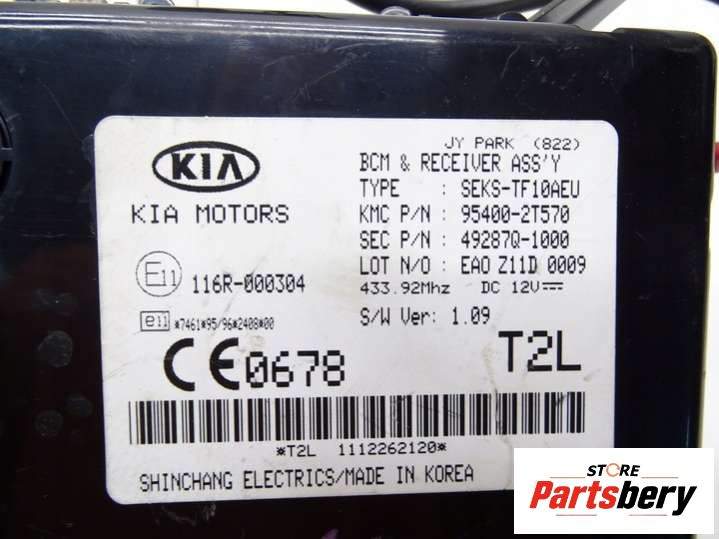 JY PARK (822)
KIA
BCM & RECEIVER ASS'Y
TYPE : SEKS-TF10AEU
KIA MOTORS
KMC P/N : 95400-2T570
SEC P/N : 49287Q-1000
LOT N/O : EAO Z11D 0009
E11 116R-000304
433.92Mhz DC 12V
S/W Ver: 1.09
e11 *7461*95/96*2408*00
CE0678
T2L
*T2L 1112262120*
SHINCHANG ELECTRICS/MADE IN KOREA
STORE
Partsbery